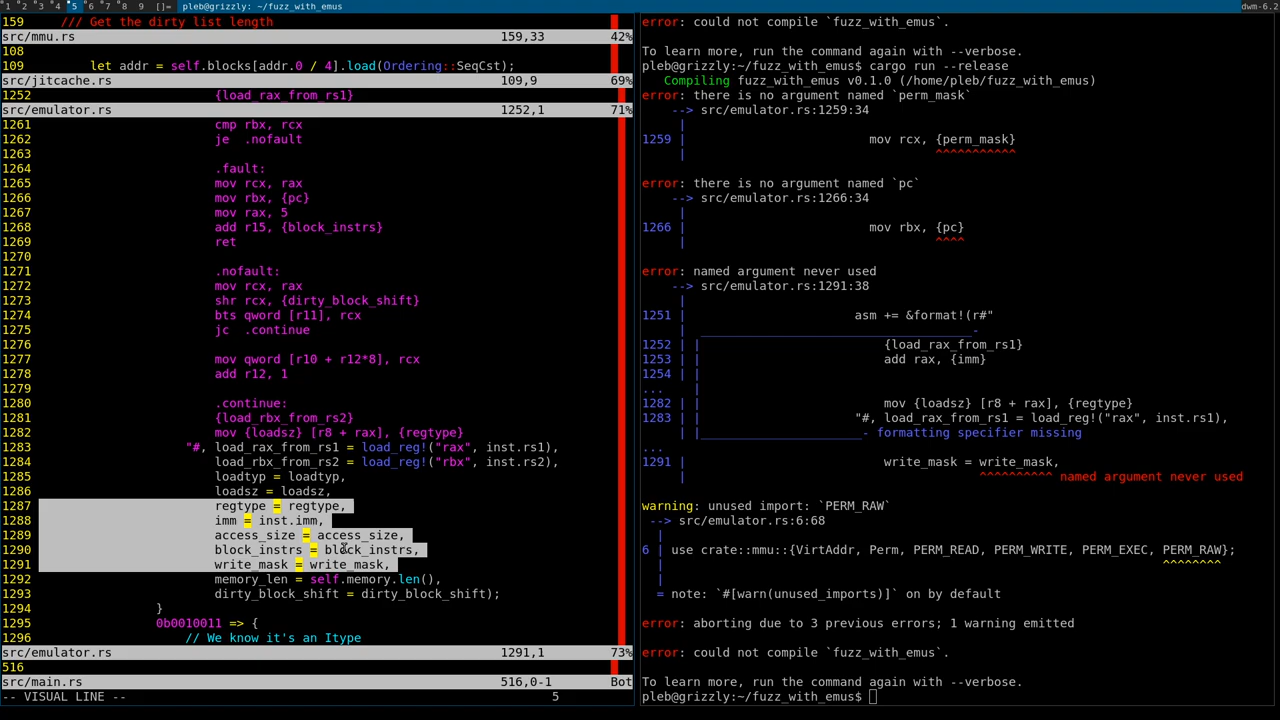 1 2 3 4 5 6 7 8 9 []= pleb@grizzly: ~/fuzz_with_emus dwm-6.2
159 /// Get the dirty list length
src/mmu.rs 159,33 42%
108
109 let addr = self.blocks[addr.0 / 4].load(Ordering::SeqCst);
src/jitcache.rs 109,9 69%
1252 {load_rax_from_rs1}
src/emulator.rs 1252,1 71%
1261 cmp rbx, rcx
1262 je .nofault
1263
1264 .fault:
1265 mov rcx, rax
1266 mov rbx, {pc}
1267 mov rax, 5
1268 add r15, {block_instrs}
1269 ret
1270
1271 .nofault:
1272 mov rcx, rax
1273 shr rcx, {dirty_block_shift}
1274 bts qword [r11], rcx
1275 jc .continue
1276
1277 mov qword [r10 + r12*8], rcx
1278 add r12, 1
1279
1280 .continue:
1281 {load_rbx_from_rs2}
1282 mov {loadsz} [r8 + rax], {regtype}
1283 "#, load_rax_from_rs1 = load_reg!("rax", inst.rs1),
1284 load_rbx_from_rs2 = load_reg!("rbx", inst.rs2),
1285 loadtyp = loadtyp,
1286 loadsz = loadsz,
1287 regtype = regtype,
1288 imm = inst.imm,
1289 access_size = access_size,
1290 block_instrs = block_instrs,
1291 write_mask = write_mask,
1292 memory_len = self.memory.len(),
1293 dirty_block_shift = dirty_block_shift);
1294 }
1295 0b0010011 => {
1296 // We know it's an Itype
src/emulator.rs 1291,1 73%
516
src/main.rs 516,0-1 Bot
-- VISUAL LINE -- 5
error: could not compile `fuzz_with_emus`.

To learn more, run the command again with --verbose.
pleb@grizzly:~/fuzz_with_emus$ cargo run --release
Compiling fuzz_with_emus v0.1.0 (/home/pleb/fuzz_with_emus)
error: there is no argument named `perm_mask`
--> src/emulator.rs:1259:34
|
1259 | mov rcx, {perm_mask}
| ^^^^^^^^^^^

error: there is no argument named `pc`
--> src/emulator.rs:1266:34
|
1266 | mov rbx, {pc}
| ^^^^

error: named argument never used
--> src/emulator.rs:1291:38
|
1251 | asm += &format!(r#"
| ______________________________________-
1252 | | {load_rax_from_rs1}
1253 | | add rax, {imm}
1254 | |
... |
1282 | | mov {loadsz} [r8 + rax], {regtype}
1283 | | "#, load_rax_from_rs1 = load_reg!("rax", inst.rs1),
| |______________________- formatting specifier missing
...
1291 | write_mask = write_mask,
| ^^^^^^^^^^ named argument never used

warning: unused import: `PERM_RAW`
--> src/emulator.rs:6:68
|
6 | use crate::mmu::{VirtAddr, Perm, PERM_READ, PERM_WRITE, PERM_EXEC, PERM_RAW};
| ^^^^^^^^
|
= note: `#[warn(unused_imports)]` on by default

error: aborting due to 3 previous errors; 1 warning emitted

error: could not compile `fuzz_with_emus`.

To learn more, run the command again with --verbose.
pleb@grizzly:~/fuzz_with_emus$